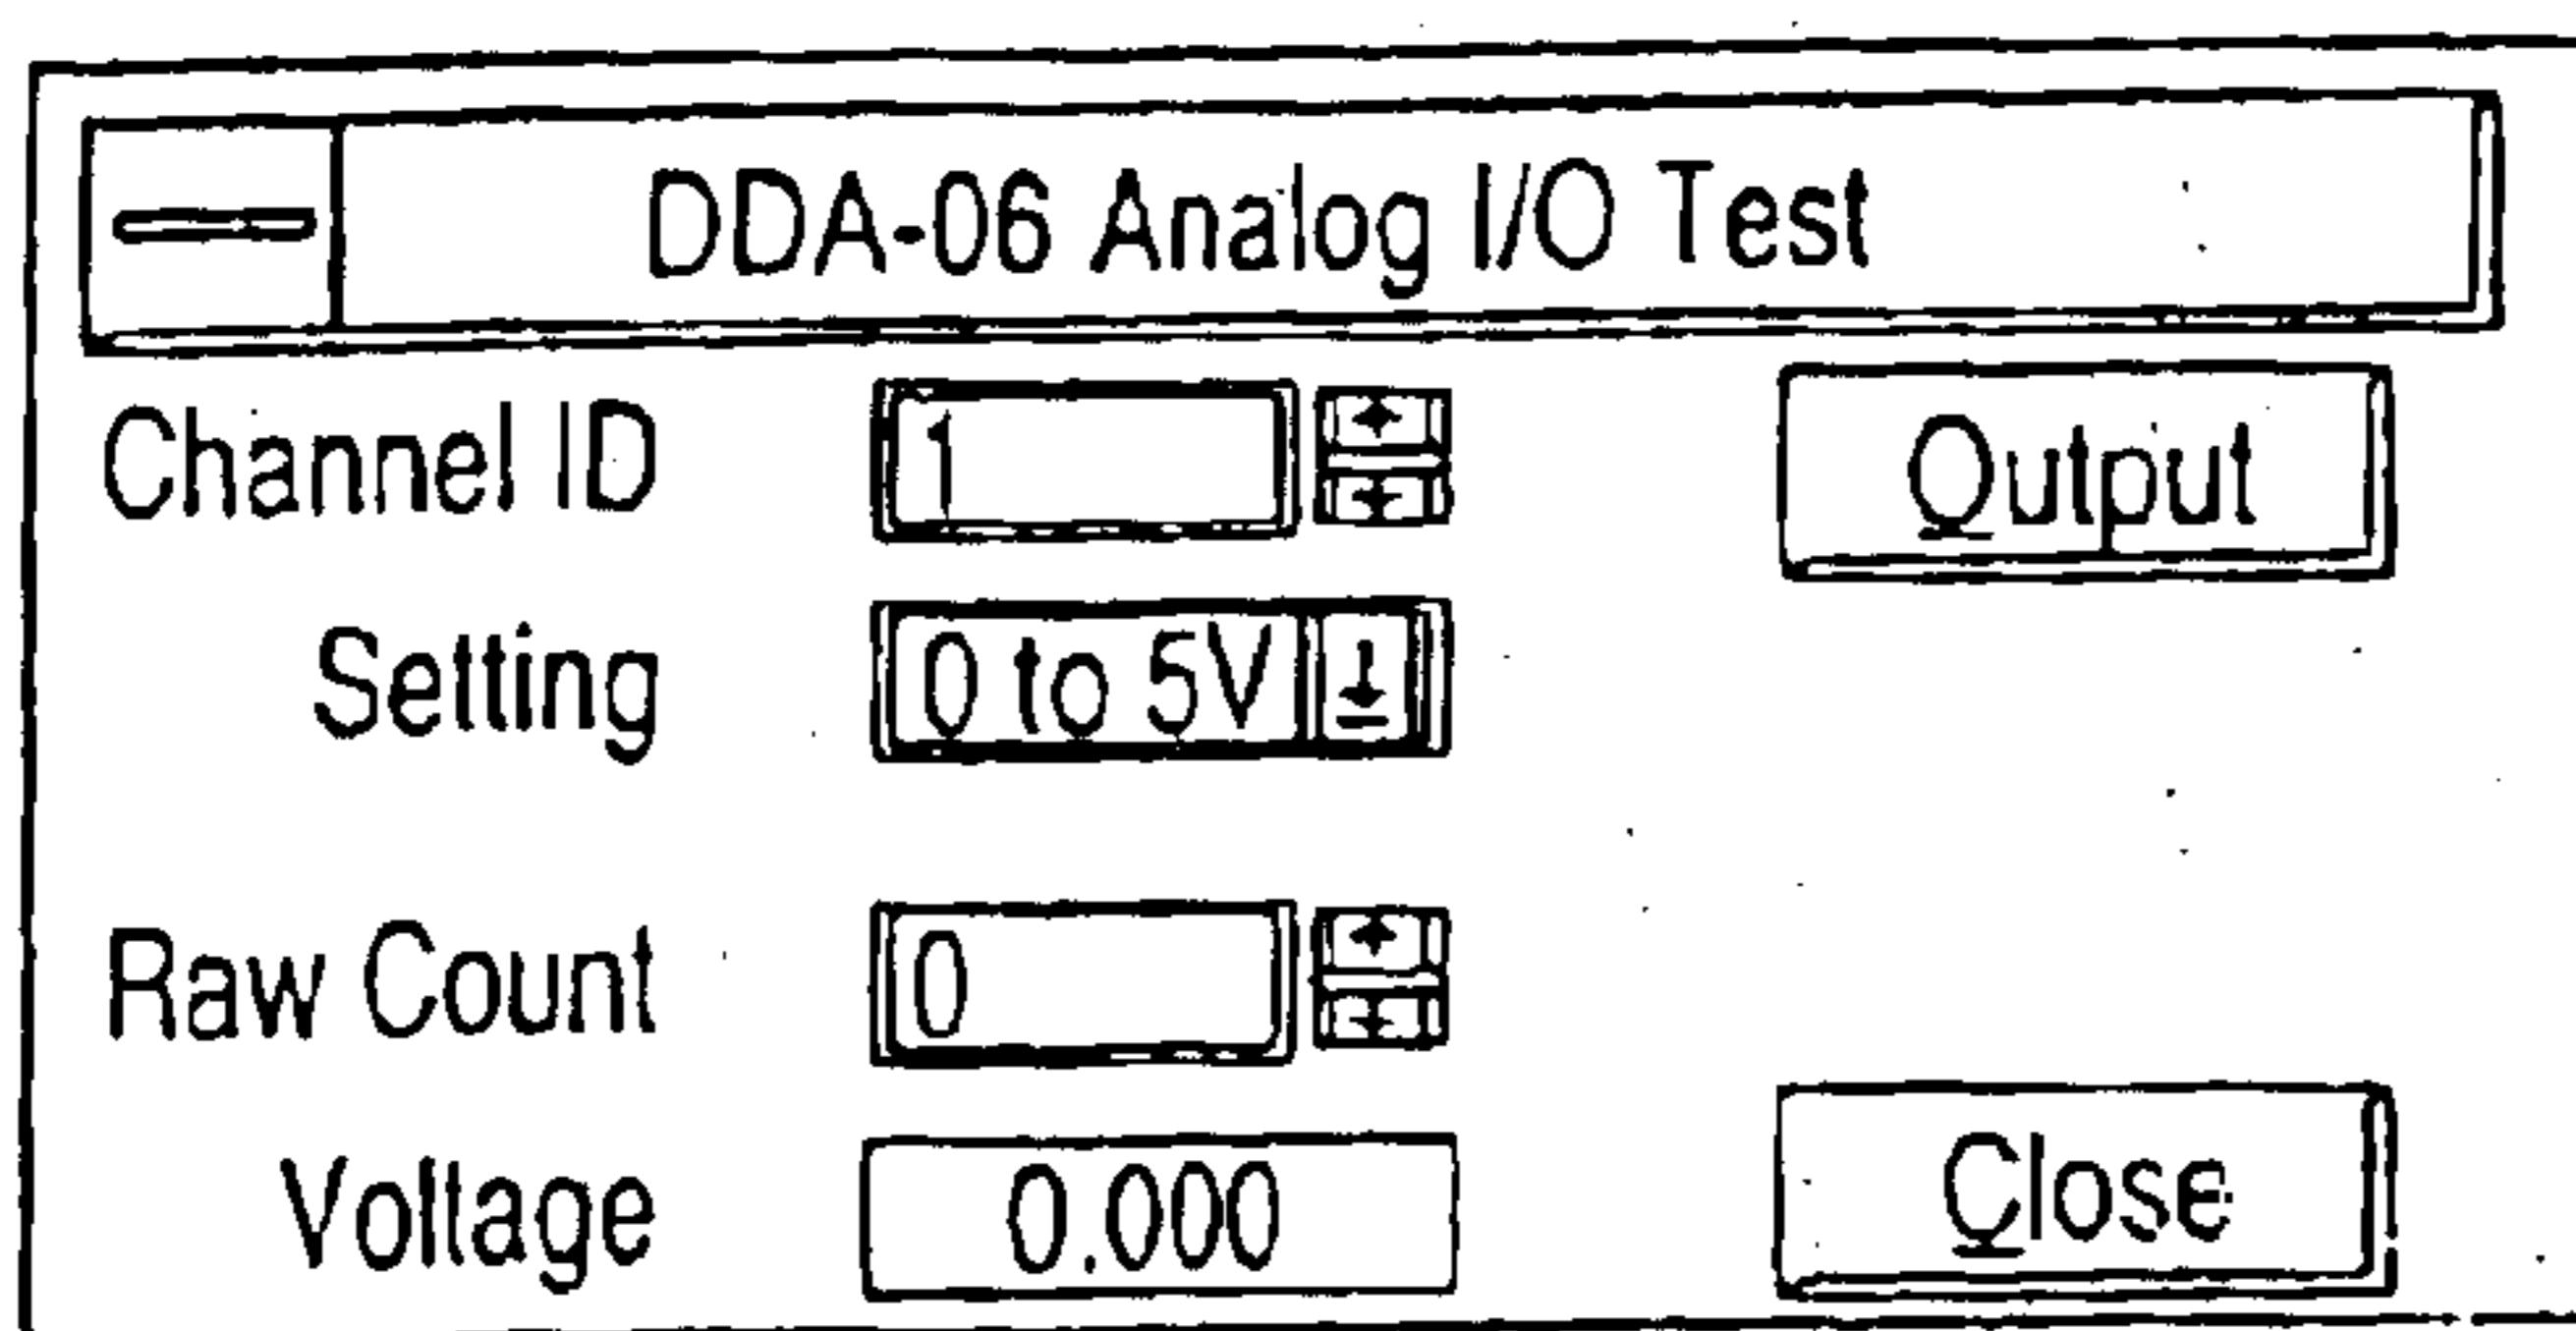 DDA-06 Analog I/O Test
Channel ID 1 Output
Setting 0 to 5V
Raw Count 0
Voltage 0.000 Close